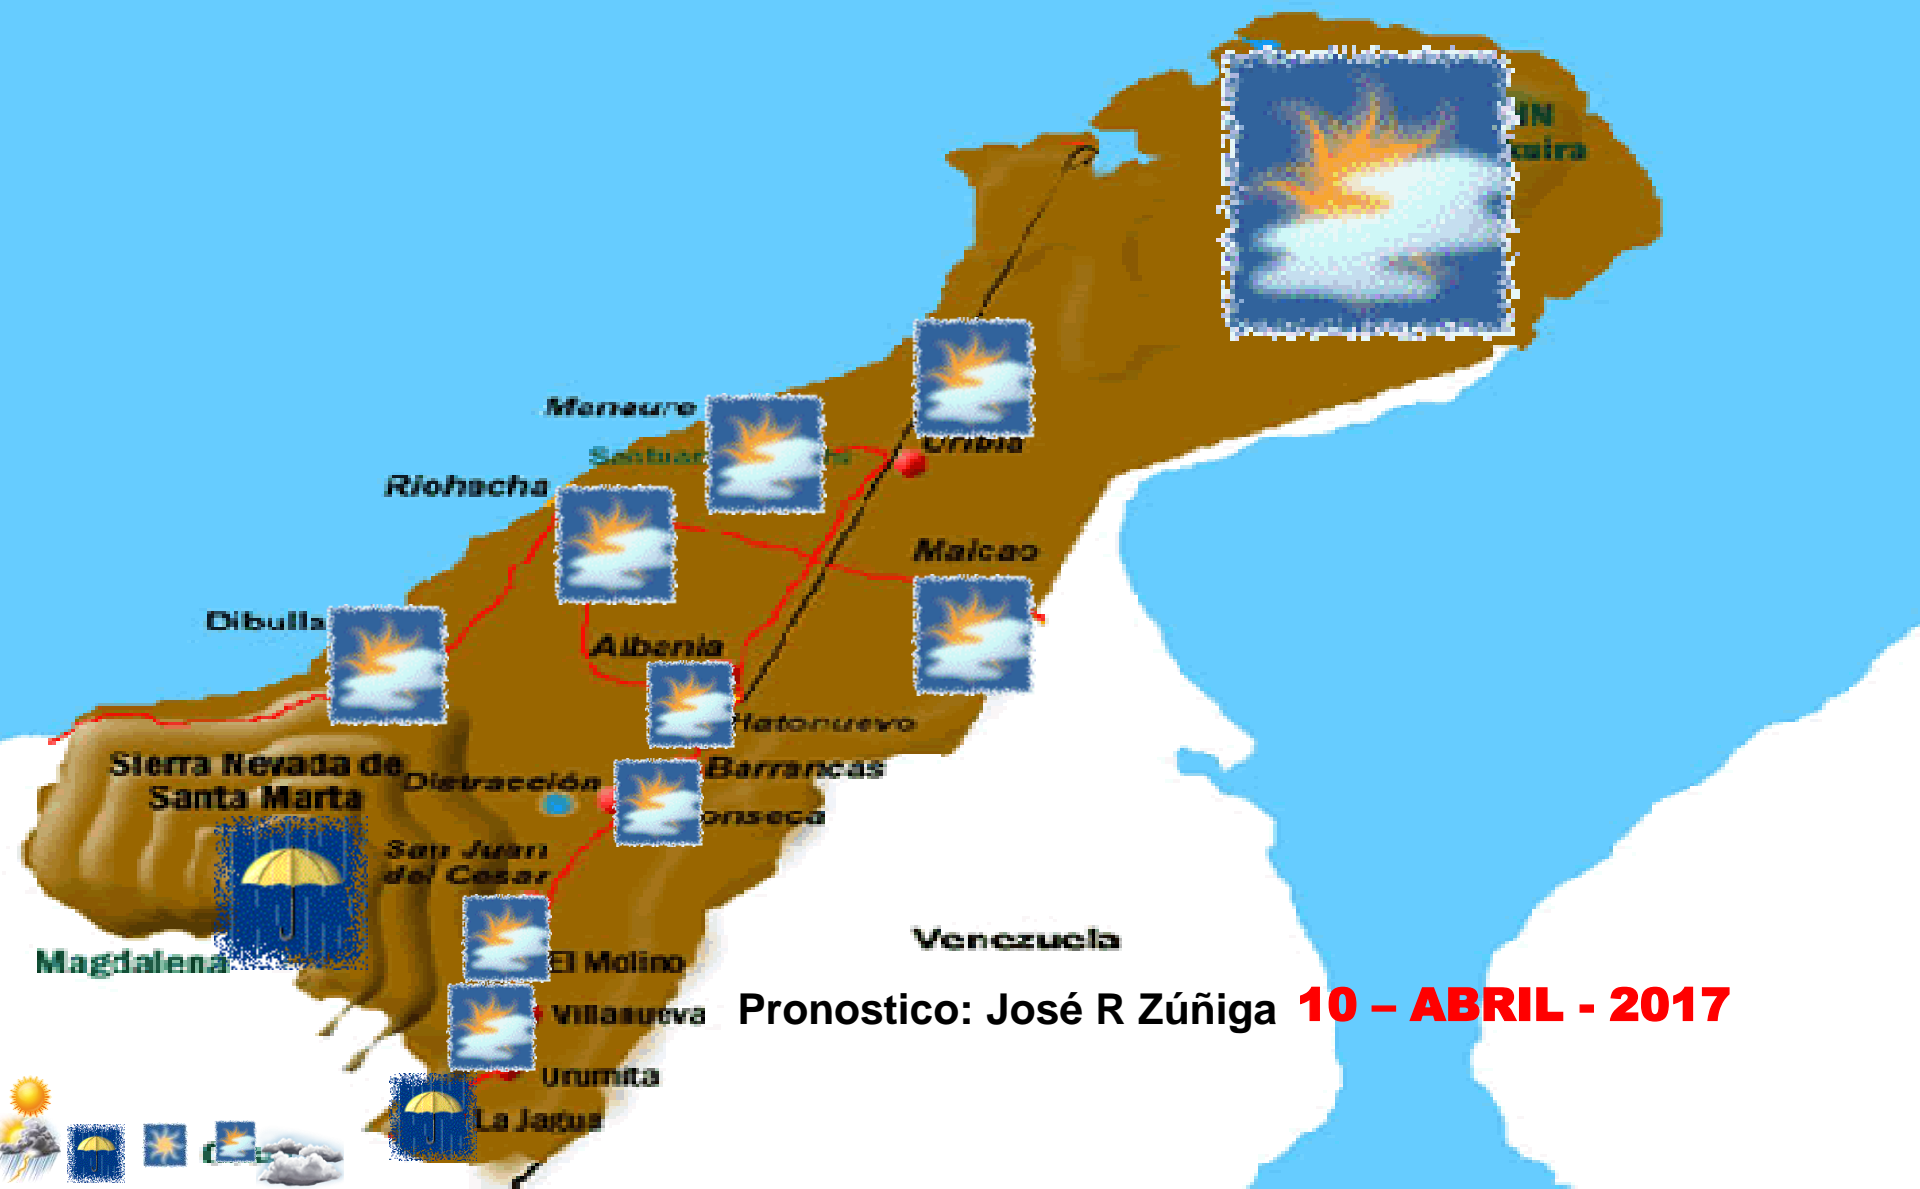 Manaure
Uribia
Riohacha
Maicao
Dibulla
Albania
Hatonuevo
Sierra Nevada de
Santa Marta
Barrancas
Distracción
San Juan
del Cesar
Magdalena
El Molino
Venezuela
Villanueva
Pronostico: José R Zúñiga 10 – ABRIL - 2017
Urumita
La Jagua